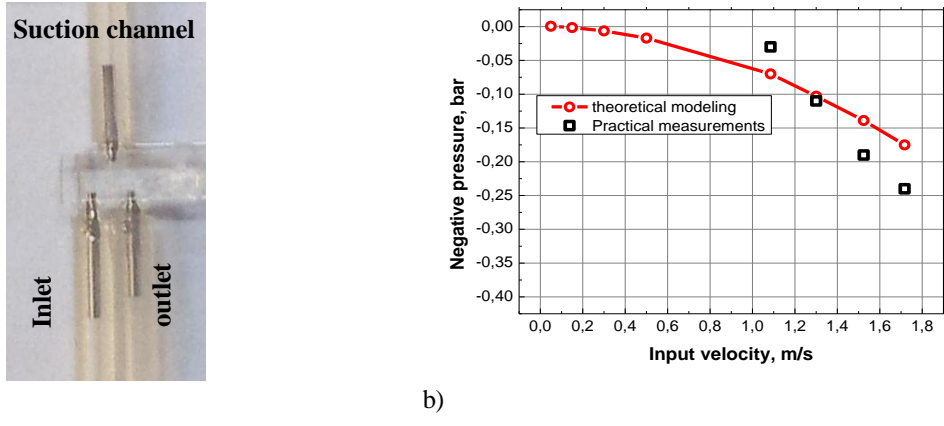 Suction channel
Inlet
outlet
0,00
-0,05
-0,10
-0,15
-0,20
-0,25
-0,30
-0,35
-0,40
Negative pressure, bar
theoretical modeling
Practical measurements
0,0 0,2 0,4 0,6 0,8 1,0 1,2 1,4 1,6 1,8
Input velocity, m/s
b)